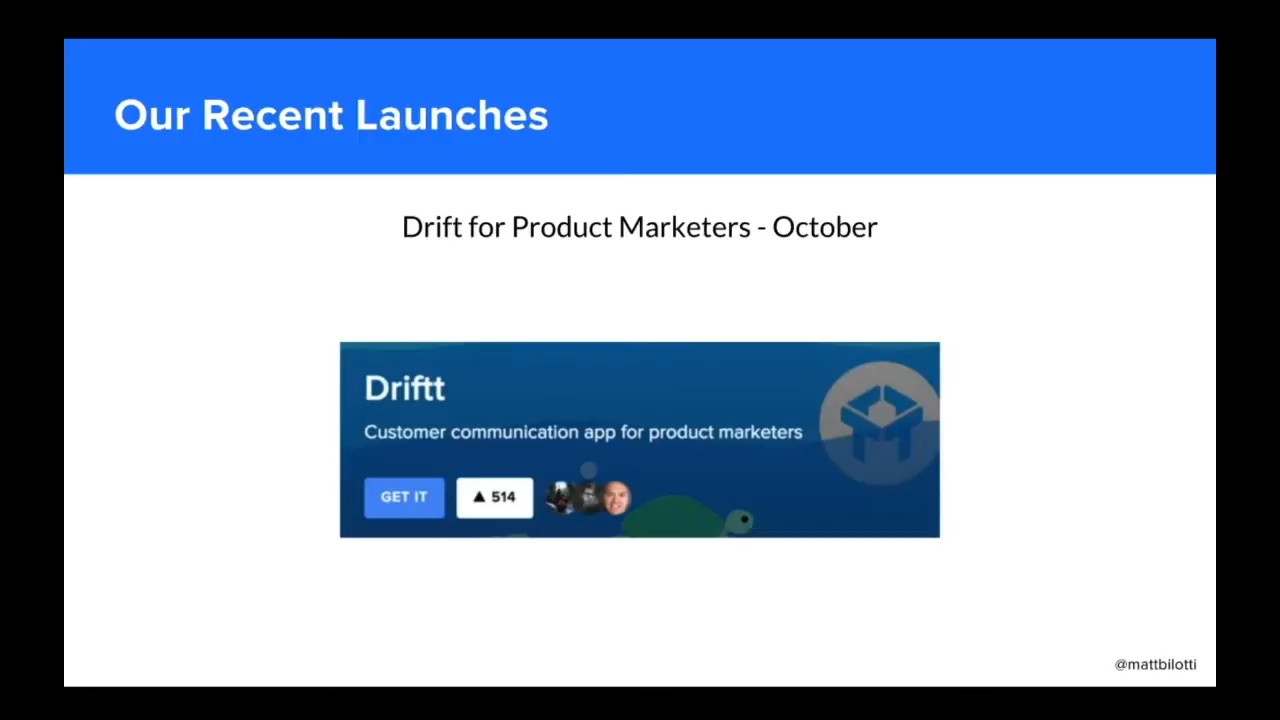 Our Recent Launches
Drift for Product Marketers - October
Driftt
Customer communication app for product marketers
GET IT ▲ 514
@mattbilotti